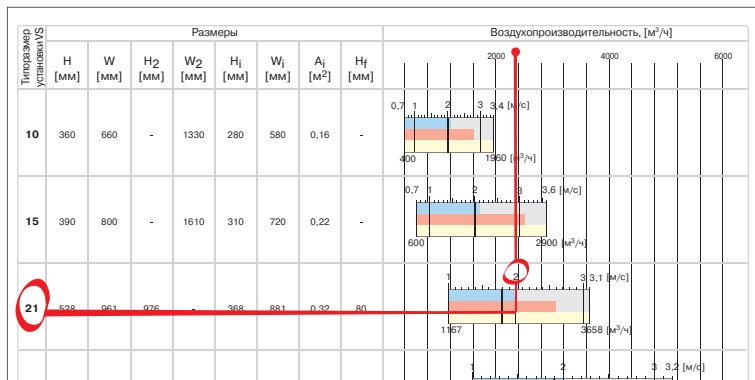 Типоразмер установки VS
Размеры
Воздухопроизводительность, [м³/ч]
H [мм] W [мм] H2 [мм] W2 [мм] Hi [мм] Wi [мм] Ai [м²] Hf [мм]
2000 4000 6000
0,7 1 2 3 3,4 [м/с]
10 360 660 - 1330 280 580 0,16 -
400 1960 [м³/ч]
0,7 1 2 3 3,6 [м/с]
15 390 800 - 1610 310 720 0,22 -
600 2900 [м³/ч]
1 2 3 3,1 [м/с]
21 528 961 976 - 368 881 0,32 80
1167 3658 [м³/ч]
1 2 3 3,2 [м/с]